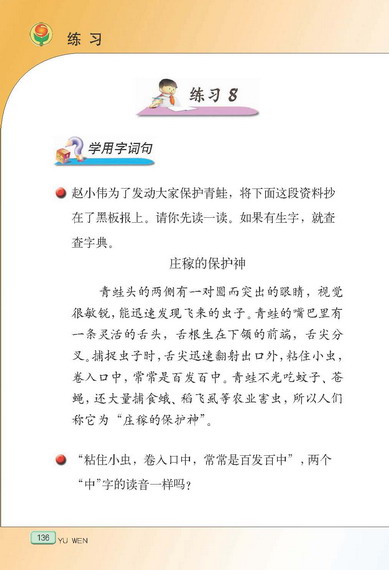 练习
练习 8
学用字词句
赵小伟为了发动大家保护青蛙，将下面这段资料抄
在了黑板报上。请你先读一读。如果有生字，就查
查字典。
庄稼的保护神
青蛙头的两侧有一对圆而突出的眼睛，视觉
很敏锐，能迅速发现飞来的虫子。青蛙的嘴巴里有
一条灵活的舌头，舌根生在下颌的前端，舌尖分
叉。捕捉虫子时，舌尖迅速翻射出口外，粘住小虫，
卷入口中，常常是百发百中。青蛙不光吃蚊子、苍
蝇，还大量捕食蛾、稻飞虱等农业害虫，所以人们
称它为“庄稼的保护神”。
“粘住小虫，卷入口中，常常是百发百中”，两个
“中”字的读音一样吗？
136 YU WEN